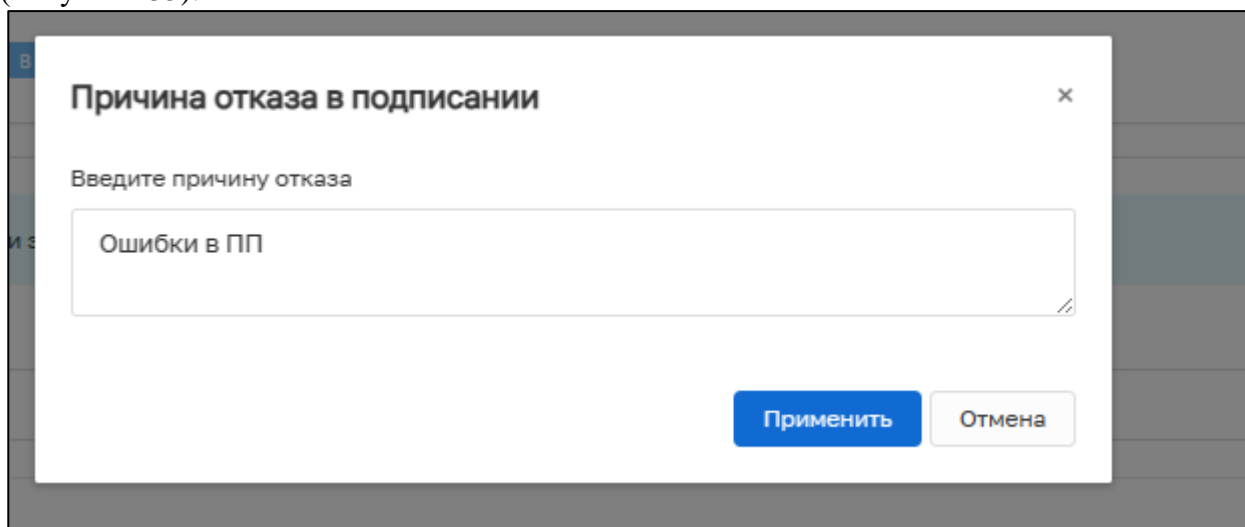 В
Причина отказа в подписании
×
Введите причину отказа
и з
Ошибки в ПП
Применить Отмена